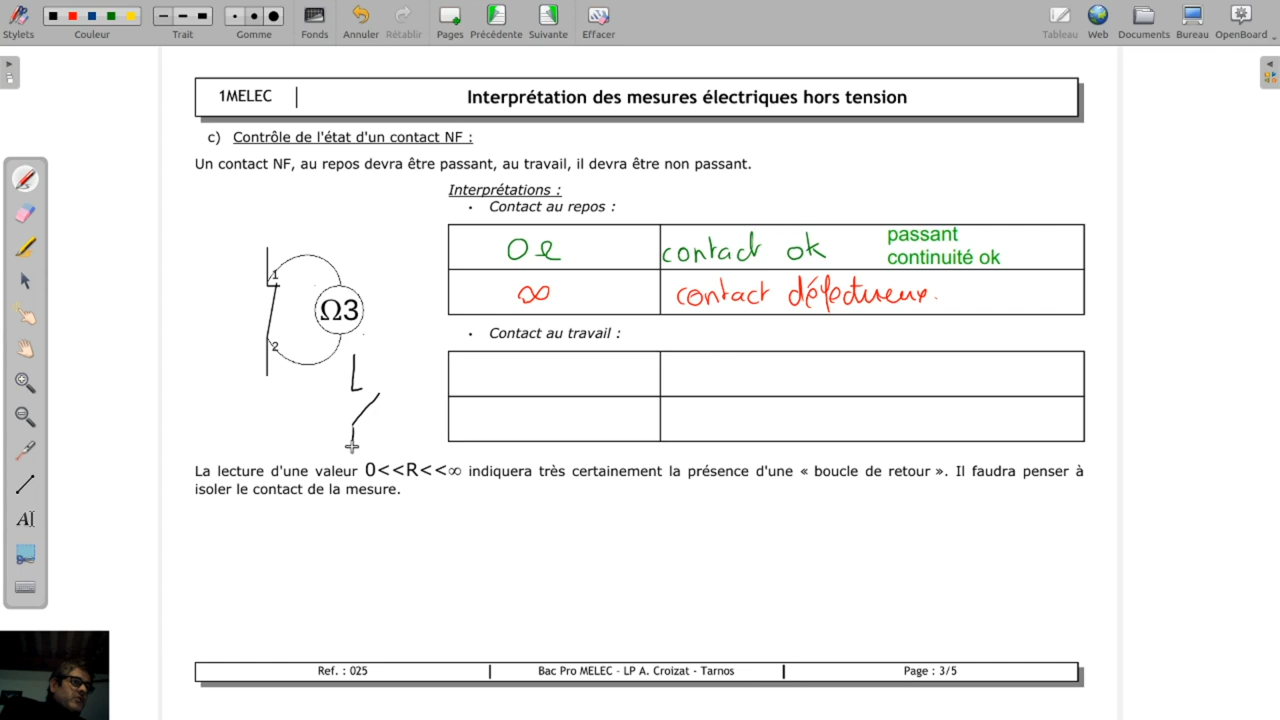 Stylets Couleur Trait Gomme Fonds Annuler Rétablir Pages Précédente Suivante Effacer Tableau Web Documents Bureau OpenBoard
1MELEC
Interprétation des mesures électriques hors tension
c) Contrôle de l'état d'un contact NF :
Un contact NF, au repos devra être passant, au travail, il devra être non passant.
Interprétations :
• Contact au repos :
passant
0 Ω contact ok continuité ok
∞ contact défectueux.
1
Ω3
2
• Contact au travail :
La lecture d'une valeur 0<<R<<∞ indiquera très certainement la présence d'une « boucle de retour ». Il faudra penser à
isoler le contact de la mesure.
Ref. : 025
Bac Pro MELEC - LP A. Croizat - Tarnos
Page : 3/5
AI